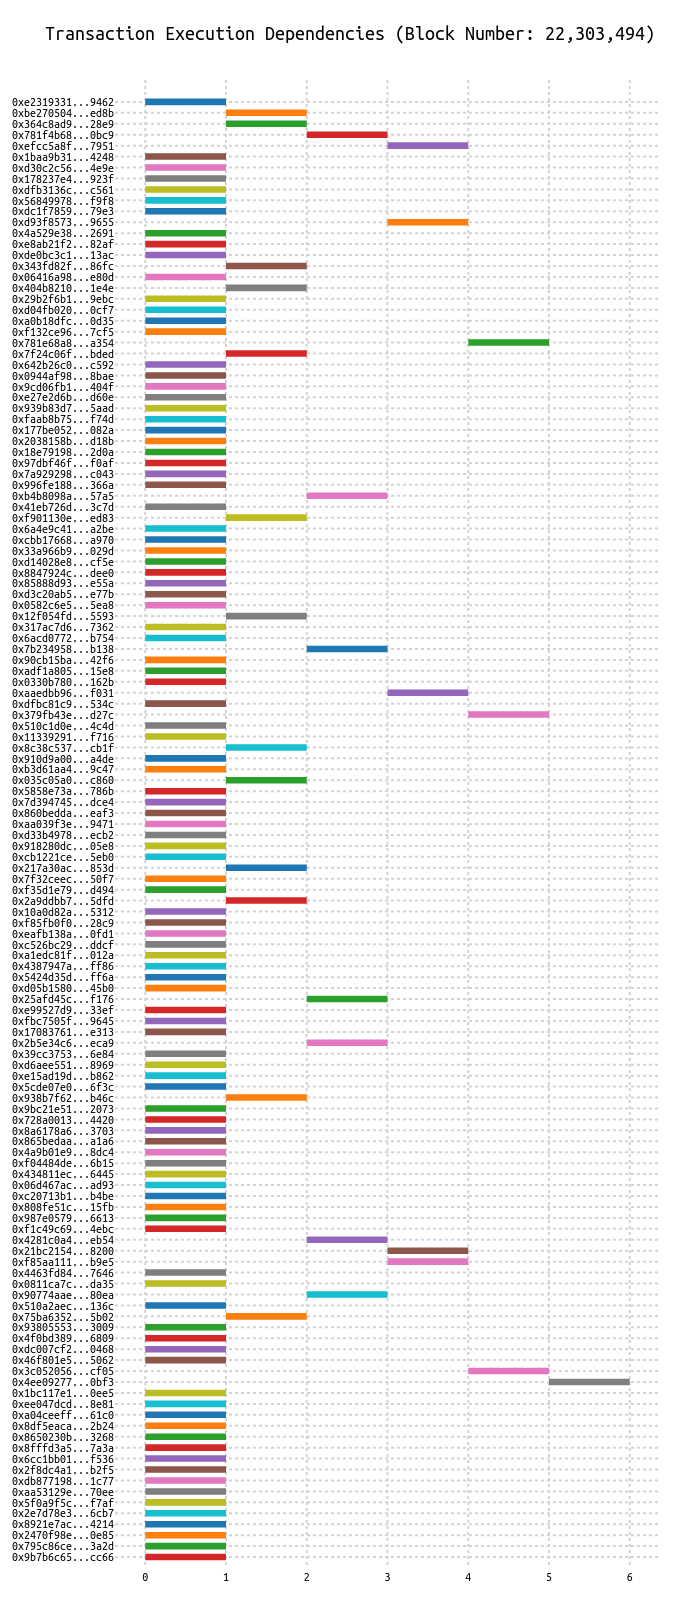 Transaction Execution Dependencies (Block Number: 22,303,494)
0xe2319331...9462
0xbe270504...ed8b
0x364c8ad9...28e9
0x781f4b68...0bc9
0xefcc5a8f...7951
0x1baa9b31...4248
0xd30c2c56...4e9e
0x178237e4...923f
0xdfb3136c...c561
0x56849978...f9f8
0xdc1f7859...79e3
0xd93f8573...9655
0x4a529e38...2691
0xe8ab21f2...82af
0xde0bc3c1...13ac
0x343fd82f...86fc
0x06416a98...e80d
0x404b8210...1e4e
0x29b2f6b1...9ebc
0xd04fb020...0cf7
0xa0b18dfc...0d35
0xf132ce96...7cf5
0x781e68a8...a354
0x7f24c06f...bded
0x642b26c0...c592
0x0944af98...8bae
0x9cd06fb1...404f
0xe27e2d6b...d60e
0x939b83d7...5aad
0xfaab8b75...f74d
0x177be052...082a
0x2038158b...d18b
0x18e79198...2d0a
0x97dbf46f...f0af
0x7a929298...c043
0x996fe188...366a
0xb4b8098a...57a5
0x41eb726d...3c7d
0xf901130e...ed83
0x6a4e9c41...a2be
0xcbb17668...a970
0x33a966b9...029d
0xd14028e8...cf5e
0x8847924c...dee0
0x85888d93...e55a
0xd3c20ab5...e77b
0x0582c6e5...5ea8
0x12f054fd...5593
0x317ac7d6...7362
0x6acd0772...b754
0x7b234958...b138
0x90cb15ba...42f6
0xadf1a805...15e8
0x0330b780...162b
0xaaedbb96...f031
0xdfbc81c9...534c
0x379fb43e...d27c
0x510c1d0e...4c4d
0x11339291...f716
0x8c38c537...cb1f
0x910d9a00...a4de
0xb3d61aa4...9c47
0x035c05a0...c860
0x5858e73a...786b
0x7d394745...dce4
0x860bedda...eaf3
0xaa039f3e...9471
0xd33b4978...ecb2
0x918280dc...05e8
0xcb1221ce...5eb0
0x217a30ac...853d
0x7f32ceec...50f7
0xf35d1e79...d494
0x2a9ddbb7...5dfd
0x10a0d82a...5312
0xf85fb0f0...28c9
0xeafb138a...0fd1
0xc526bc29...ddcf
0xa1edc81f...012a
0x4387947a...ff86
0x5424d35d...ff6a
0xd05b1580...45b0
0x25afd45c...f176
0xe99527d9...33ef
0xfbc7505f...9645
0x17083761...e313
0x2b5e34c6...eca9
0x39cc3753...6e84
0xd6aee551...8969
0xe15ad19d...b862
0x5cde07e0...6f3c
0x938b7f62...b46c
0x9bc21e51...2073
0x728a0013...4420
0x8a6178a6...3703
0x865bedaa...a1a6
0x4a9b01e9...8dc4
0xf04484de...6b15
0x434811ec...6445
0x06d467ac...ad93
0xc20713b1...b4be
0x808fe51c...15fb
0x987e0579...6613
0xf1c49c69...4ebc
0x4281c0a4...eb54
0x21bc2154...8200
0xf85aa111...b9e5
0x4463fd84...7646
0x0811ca7c...da35
0x90774aae...80ea
0x510a2aec...136c
0x75ba6352...5b02
0x93805553...3009
0x4f0bd389...6809
0xdc007cf2...0468
0x46f801e5...5062
0x3c052056...cf05
0x4ee09277...0bf3
0x1bc117e1...0ee5
0xee047dcd...8e81
0xa04ceeff...61c0
0x8df5eaca...2b24
0x8650230b...3268
0x8fffd3a5...7a3a
0x6cc1bb01...f536
0x2f8dc4a1...b2f5
0xdb877198...1c77
0xaa53129e...70ee
0x5f0a9f5c...f7af
0x2e7d78e3...6cb7
0x8921e7ac...4214
0x2470f98e...0e85
0x795c86ce...3a2d
0x9b7b6c65...cc66
0 1 2 3 4 5 6